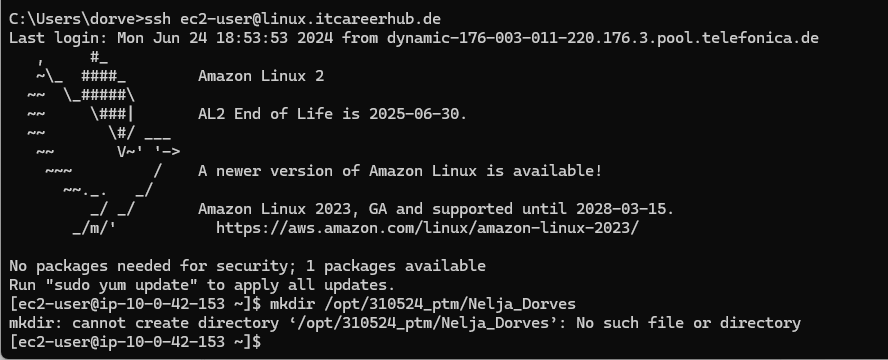 C:\Users\dorve>ssh ec2-user@linux.itcareerhub.de
Last login: Mon Jun 24 18:53:53 2024 from dynamic-176-003-011-220.176.3.pool.telefonica.de
   ,     #_
   ~\_  ####_        Amazon Linux 2
  ~~  \_#####\
  ~~     \###|       AL2 End of Life is 2025-06-30.
  ~~       \#/ ___
   ~~       V~' '->
    ~~~         /    A newer version of Amazon Linux is available!
      ~~._.   _/
         _/ _/       Amazon Linux 2023, GA and supported until 2028-03-15.
       _/m/'           https://aws.amazon.com/linux/amazon-linux-2023/

No packages needed for security; 1 packages available
Run "sudo yum update" to apply all updates.
[ec2-user@ip-10-0-42-153 ~]$ mkdir /opt/310524_ptm/Nelja_Dorves
mkdir: cannot create directory ‘/opt/310524_ptm/Nelja_Dorves’: No such file or directory
[ec2-user@ip-10-0-42-153 ~]$